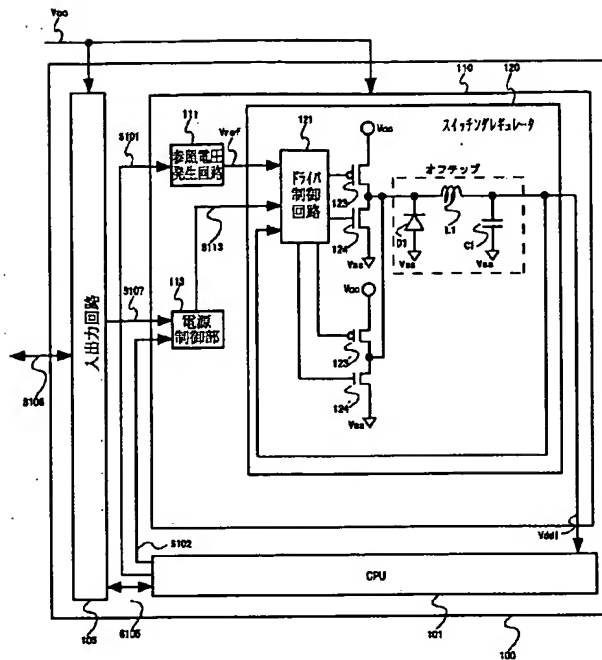 Vcc
110
120
111
参照電圧
発生回路
S101
Vref
121
ドライバ
制御
回路
スイッチングレギュレータ
Vcc
123
124
Vss
オフチップ
D1
L1
C1
Vss
Vss
S113
S107
113
電源
制御部
Vcc
123'
124'
Vss
入出力回路
S106
S102
Vddi
CPU
105
S105
101
100